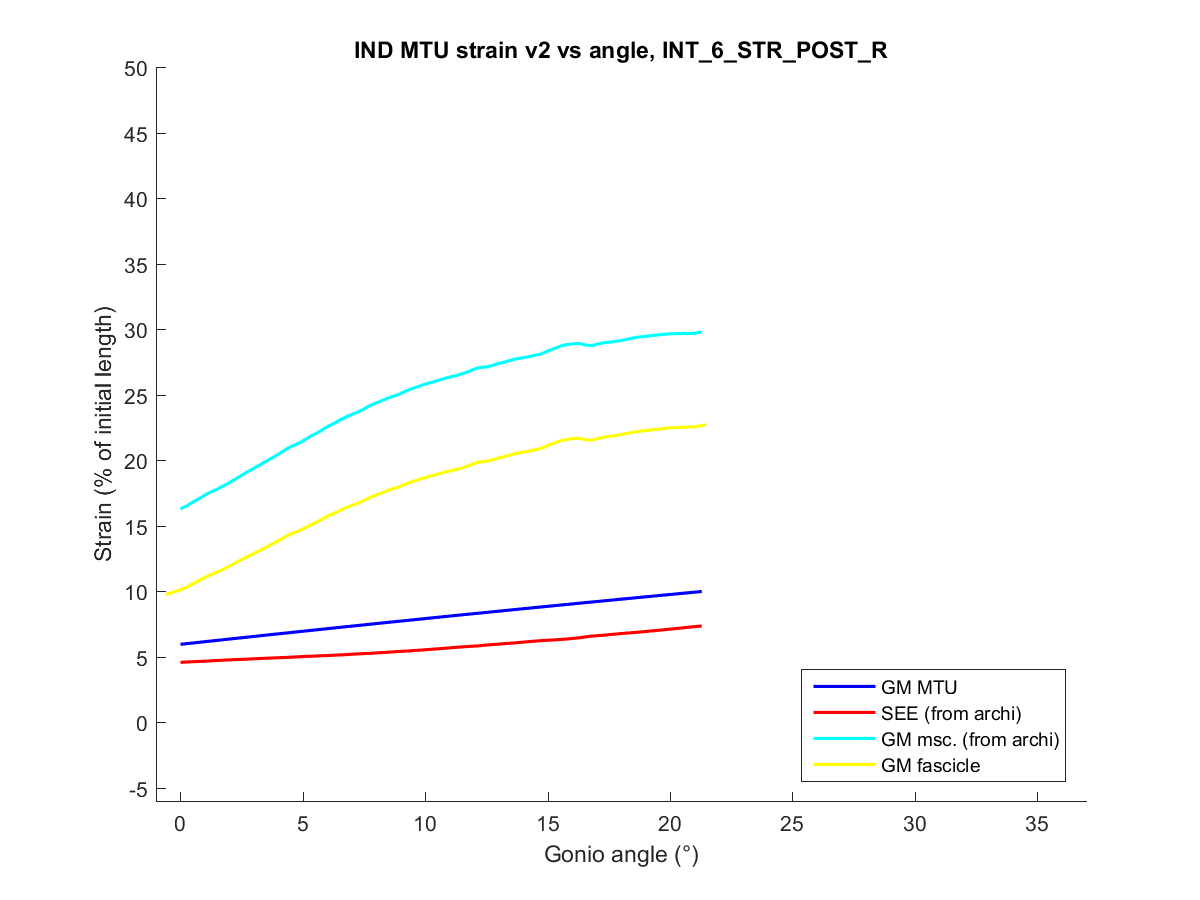 IND MTU strain v2 vs angle, INT_6_STR_POST_R
50
45
40
35
30
25
20
15
10
5
0
-5
Strain (% of initial length)
0 5 10 15 20 25 30 35
Gonio angle (°)
GM MTU
SEE (from archi)
GM msc. (from archi)
GM fascicle